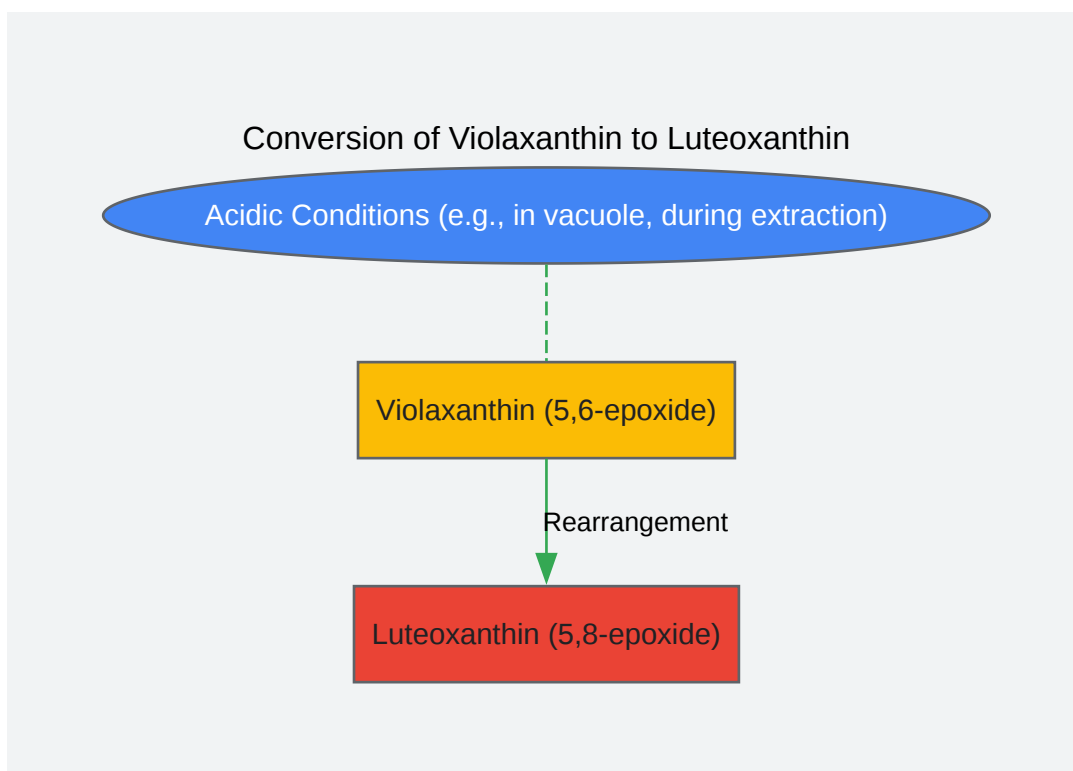 Conversion of Violaxanthin to Luteoxanthin
Acidic Conditions (e.g., in vacuole, during extraction)
Violaxanthin (5,6-epoxide)
Rearrangement
Luteoxanthin (5,8-epoxide)